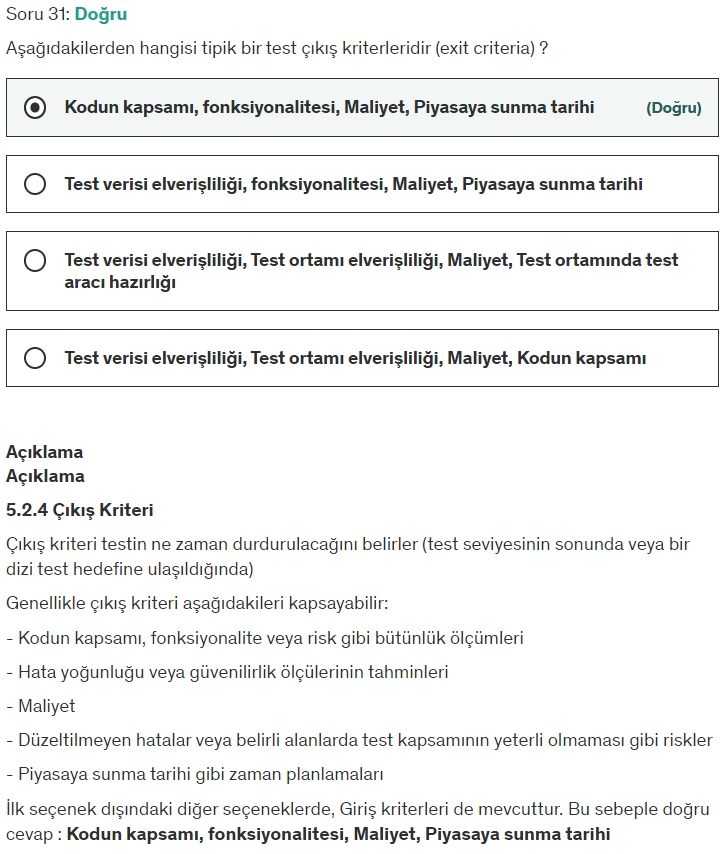 Soru 31: Doğru
Aşağıdakilerden hangisi tipik bir test çıkış kriterleridir (exit criteria) ?
Kodun kapsamı, fonksiyonalitesi, Maliyet, Piyasaya sunma tarihi (Doğru)
Test verisi elverişliliği, fonksiyonalitesi, Maliyet, Piyasaya sunma tarihi
Test verisi elverişliliği, Test ortamı elverişliliği, Maliyet, Test ortamında test
aracı hazırlığı
Test verisi elverişliliği, Test ortamı elverişliliği, Maliyet, Kodun kapsamı
Açıklama
Açıklama
5.2.4 Çıkış Kriteri
Çıkış kriteri testin ne zaman durdurulacağını belirler (test seviyesinin sonunda veya bir
dizi test hedefine ulaşıldığında)
Genellikle çıkış kriteri aşağıdakileri kapsayabilir:
- Kodun kapsamı, fonksiyonalite veya risk gibi bütünlük ölçümleri
- Hata yoğunluğu veya güvenilirlik ölçülerinin tahminleri
- Maliyet
- Düzeltilmeyen hatalar veya belirli alanlarda test kapsamının yeterli olmaması gibi riskler
- Piyasaya sunma tarihi gibi zaman planlamaları
İlk seçenek dışındaki diğer seçeneklerde, Giriş kriterleri de mevcuttur. Bu sebeple doğru
cevap : Kodun kapsamı, fonksiyonalitesi, Maliyet, Piyasaya sunma tarihi